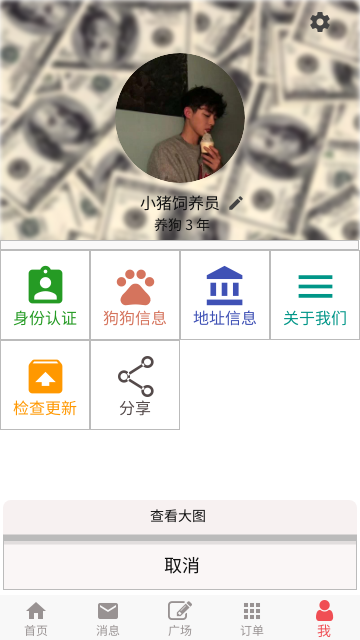 小猪饲养员
养狗 3 年
身份认证
狗狗信息
地址信息
关于我们
检查更新
分享
查看大图
取消
首页
消息
广场
订单
我